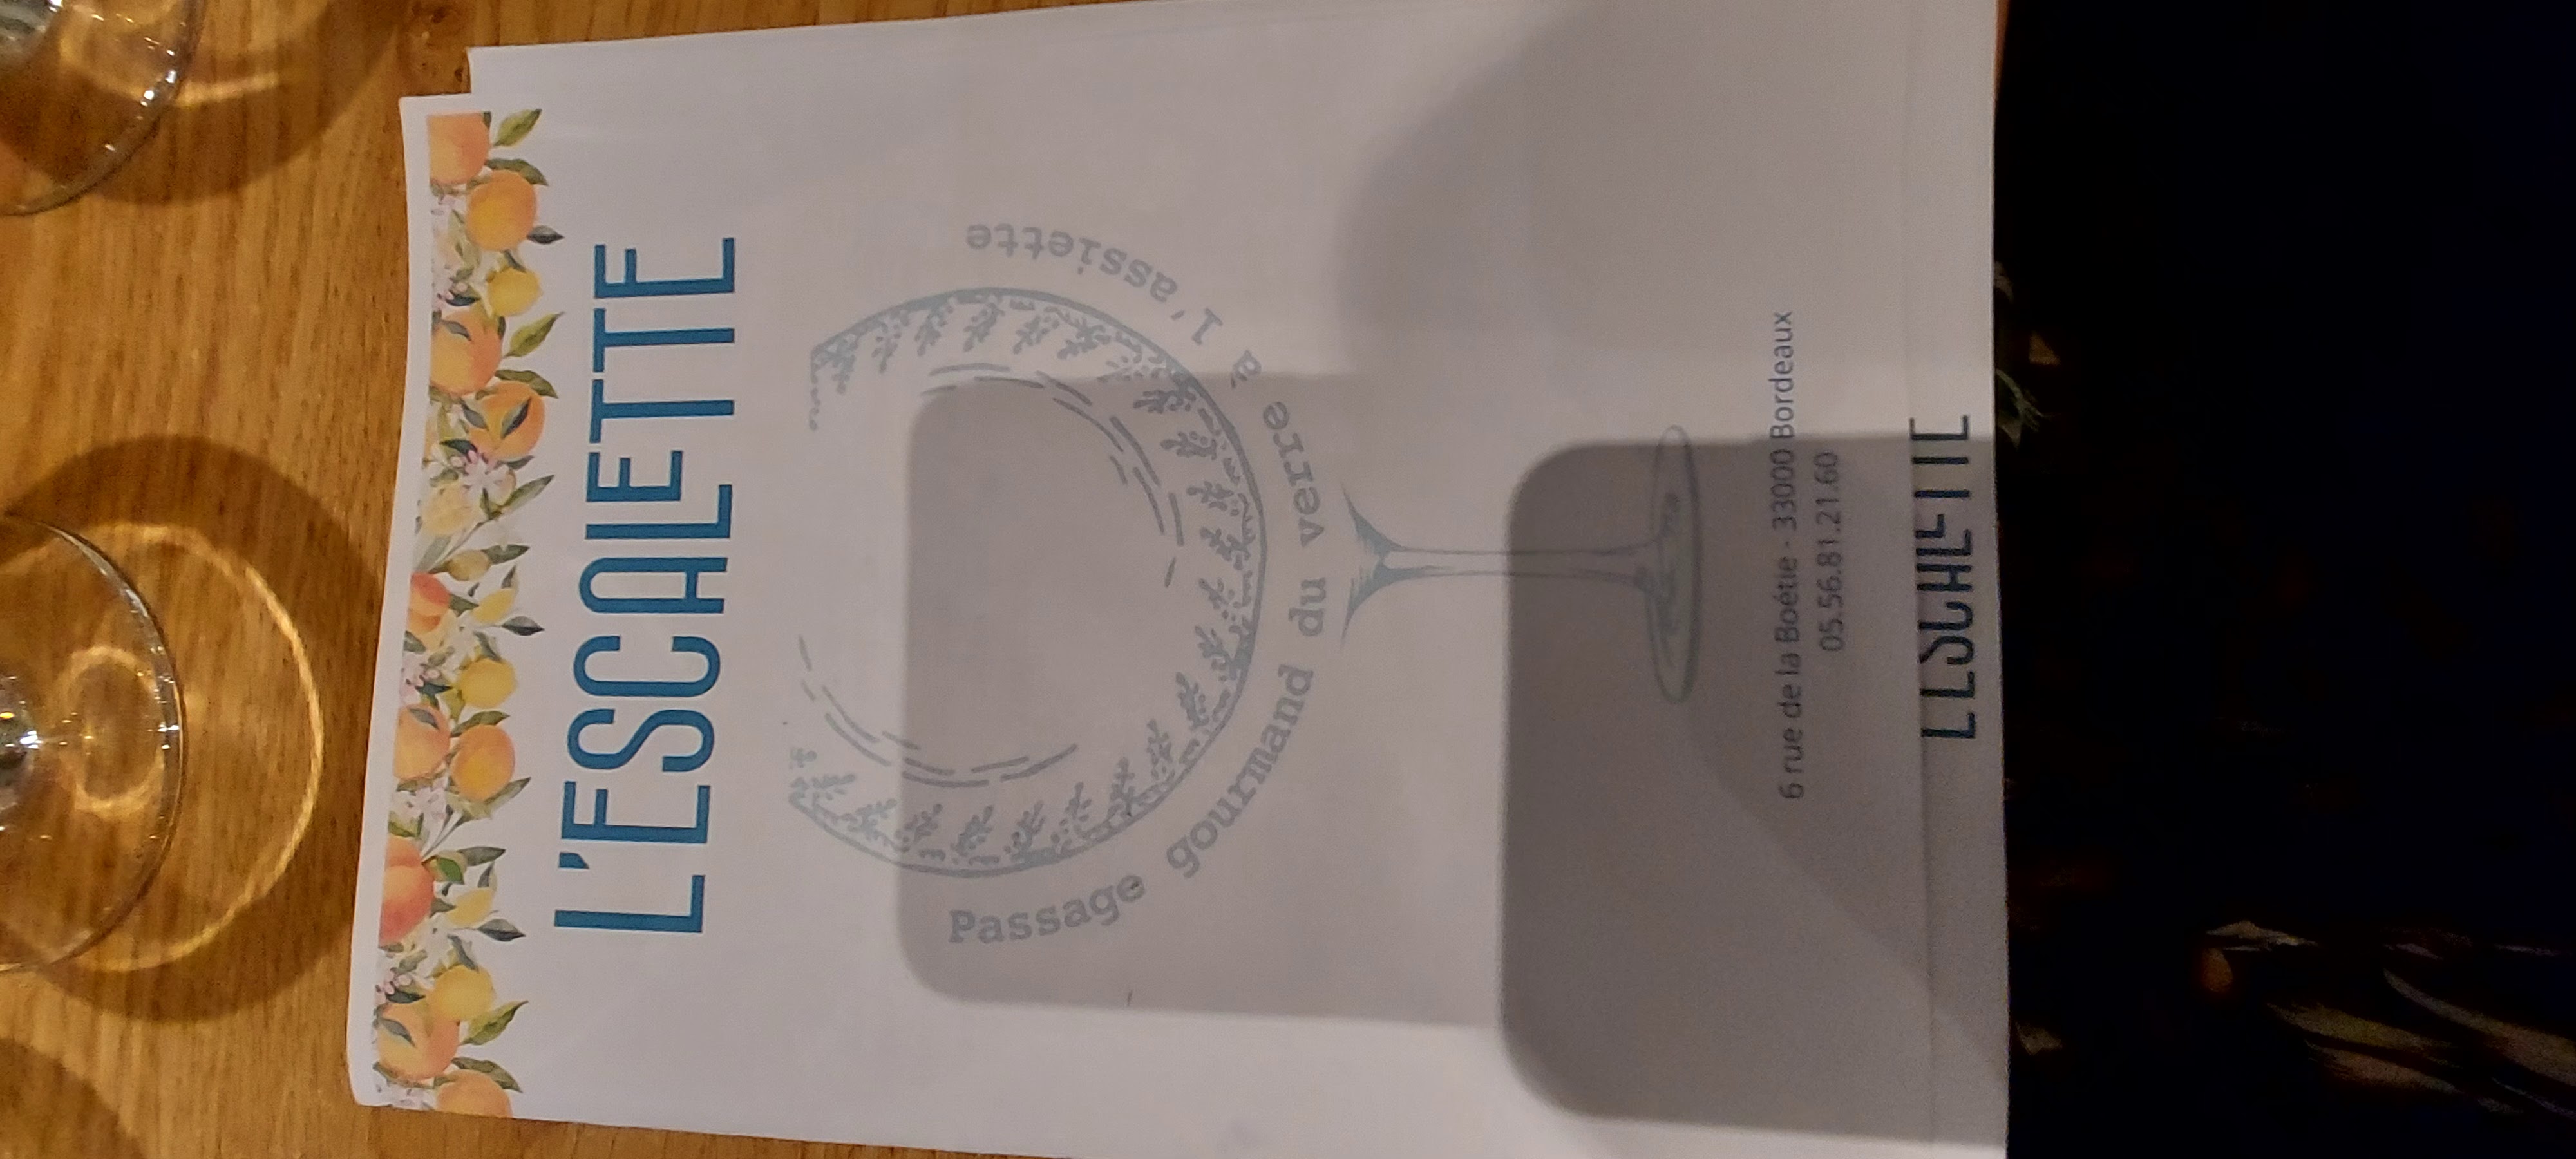 L'ESCALETTE
Passage gourmand du verre à l'assiette
6 rue de la Boétie - 33000 Bordeaux
05.56.81.21.60
L'ESCALETTE